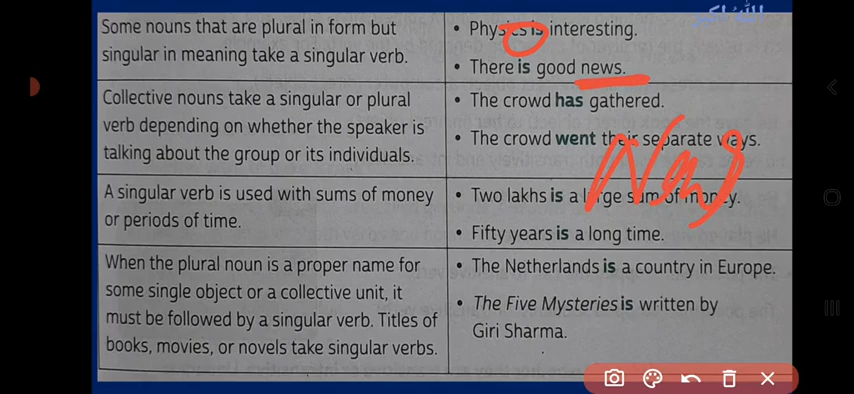 اللهُ اکبر
Some nouns that are plural in form but
singular in meaning take a singular verb.
• Physics is interesting.
• There is good news.
Collective nouns take a singular or plural
verb depending on whether the speaker is
talking about the group or its individuals.
• The crowd has gathered.
• The crowd went their separate ways.
A singular verb is used with sums of money
or periods of time.
• Two lakhs is a large sum of money.
• Fifty years is a long time.
When the plural noun is a proper name for
some single object or a collective unit, it
must be followed by a singular verb. Titles of
books, movies, or novels take singular verbs.
• The Netherlands is a country in Europe.
• The Five Mysteries is written by
Giri Sharma.